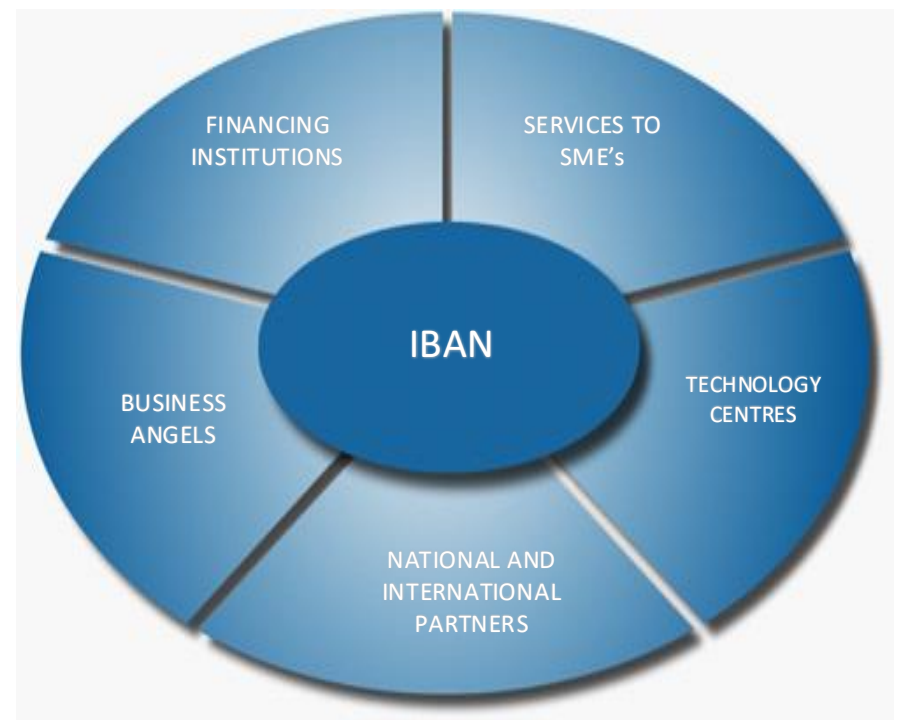 FINANCING
INSTITUTIONS
SERVICES TO
SME’s
IBAN
TECHNOLOGY
CENTRES
BUSINESS
ANGELS
NATIONAL AND
INTERNATIONAL
PARTNERS